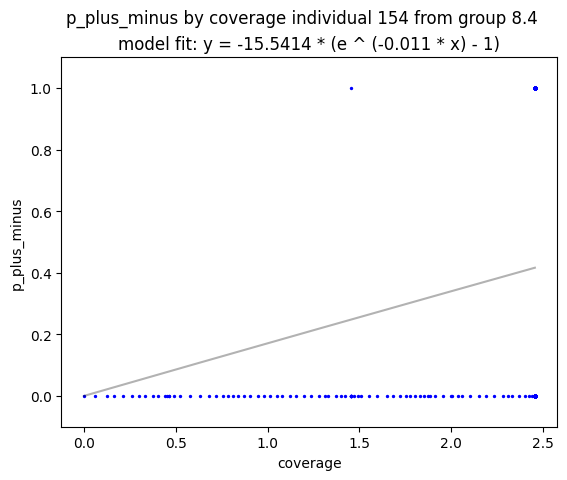 p_plus_minus by coverage individual 154 from group 8.4
model fit: y = -15.5414 * (e ^ (-0.011 * x) - 1)
1.0
0.8
0.6
0.4
0.2
0.0
p_plus_minus
0.0 0.5 1.0 1.5 2.0 2.5
coverage